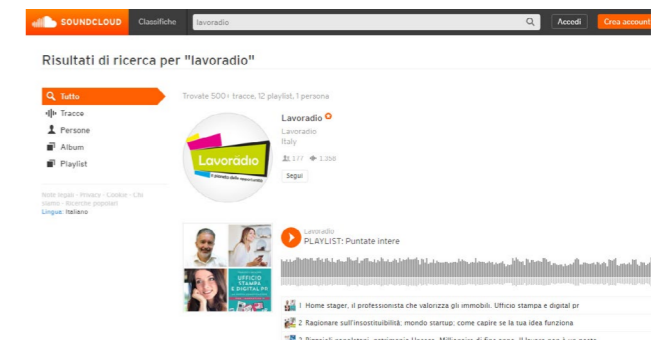 SOUNDCLOUD Classifiche lavoradio Accedi Crea account
Risultati di ricerca per "lavoradio"
Tutto
Tracce
Persone
Album
Playlist
Note legali - Privacy - Cookie - Chi
siamo - Ricerche popolari
Lingua: Italiano
Trovate 500+ tracce, 12 playlist, 1 persona
Lavoradio
Lavoradio
Italy
177 3.358
Segui
Lavoradio
il pianeta delle opportunità
Lavoradio
PLAYLIST: Puntate intere
UFFICIO
STAMPA
E DIGITAL PR
1 Home stager, il professionista che valorizza gli immobili. Ufficio stampa e digital pr
2 Ragionare sull'insostituibilità; mondo startup: come capire se la tua idea funziona